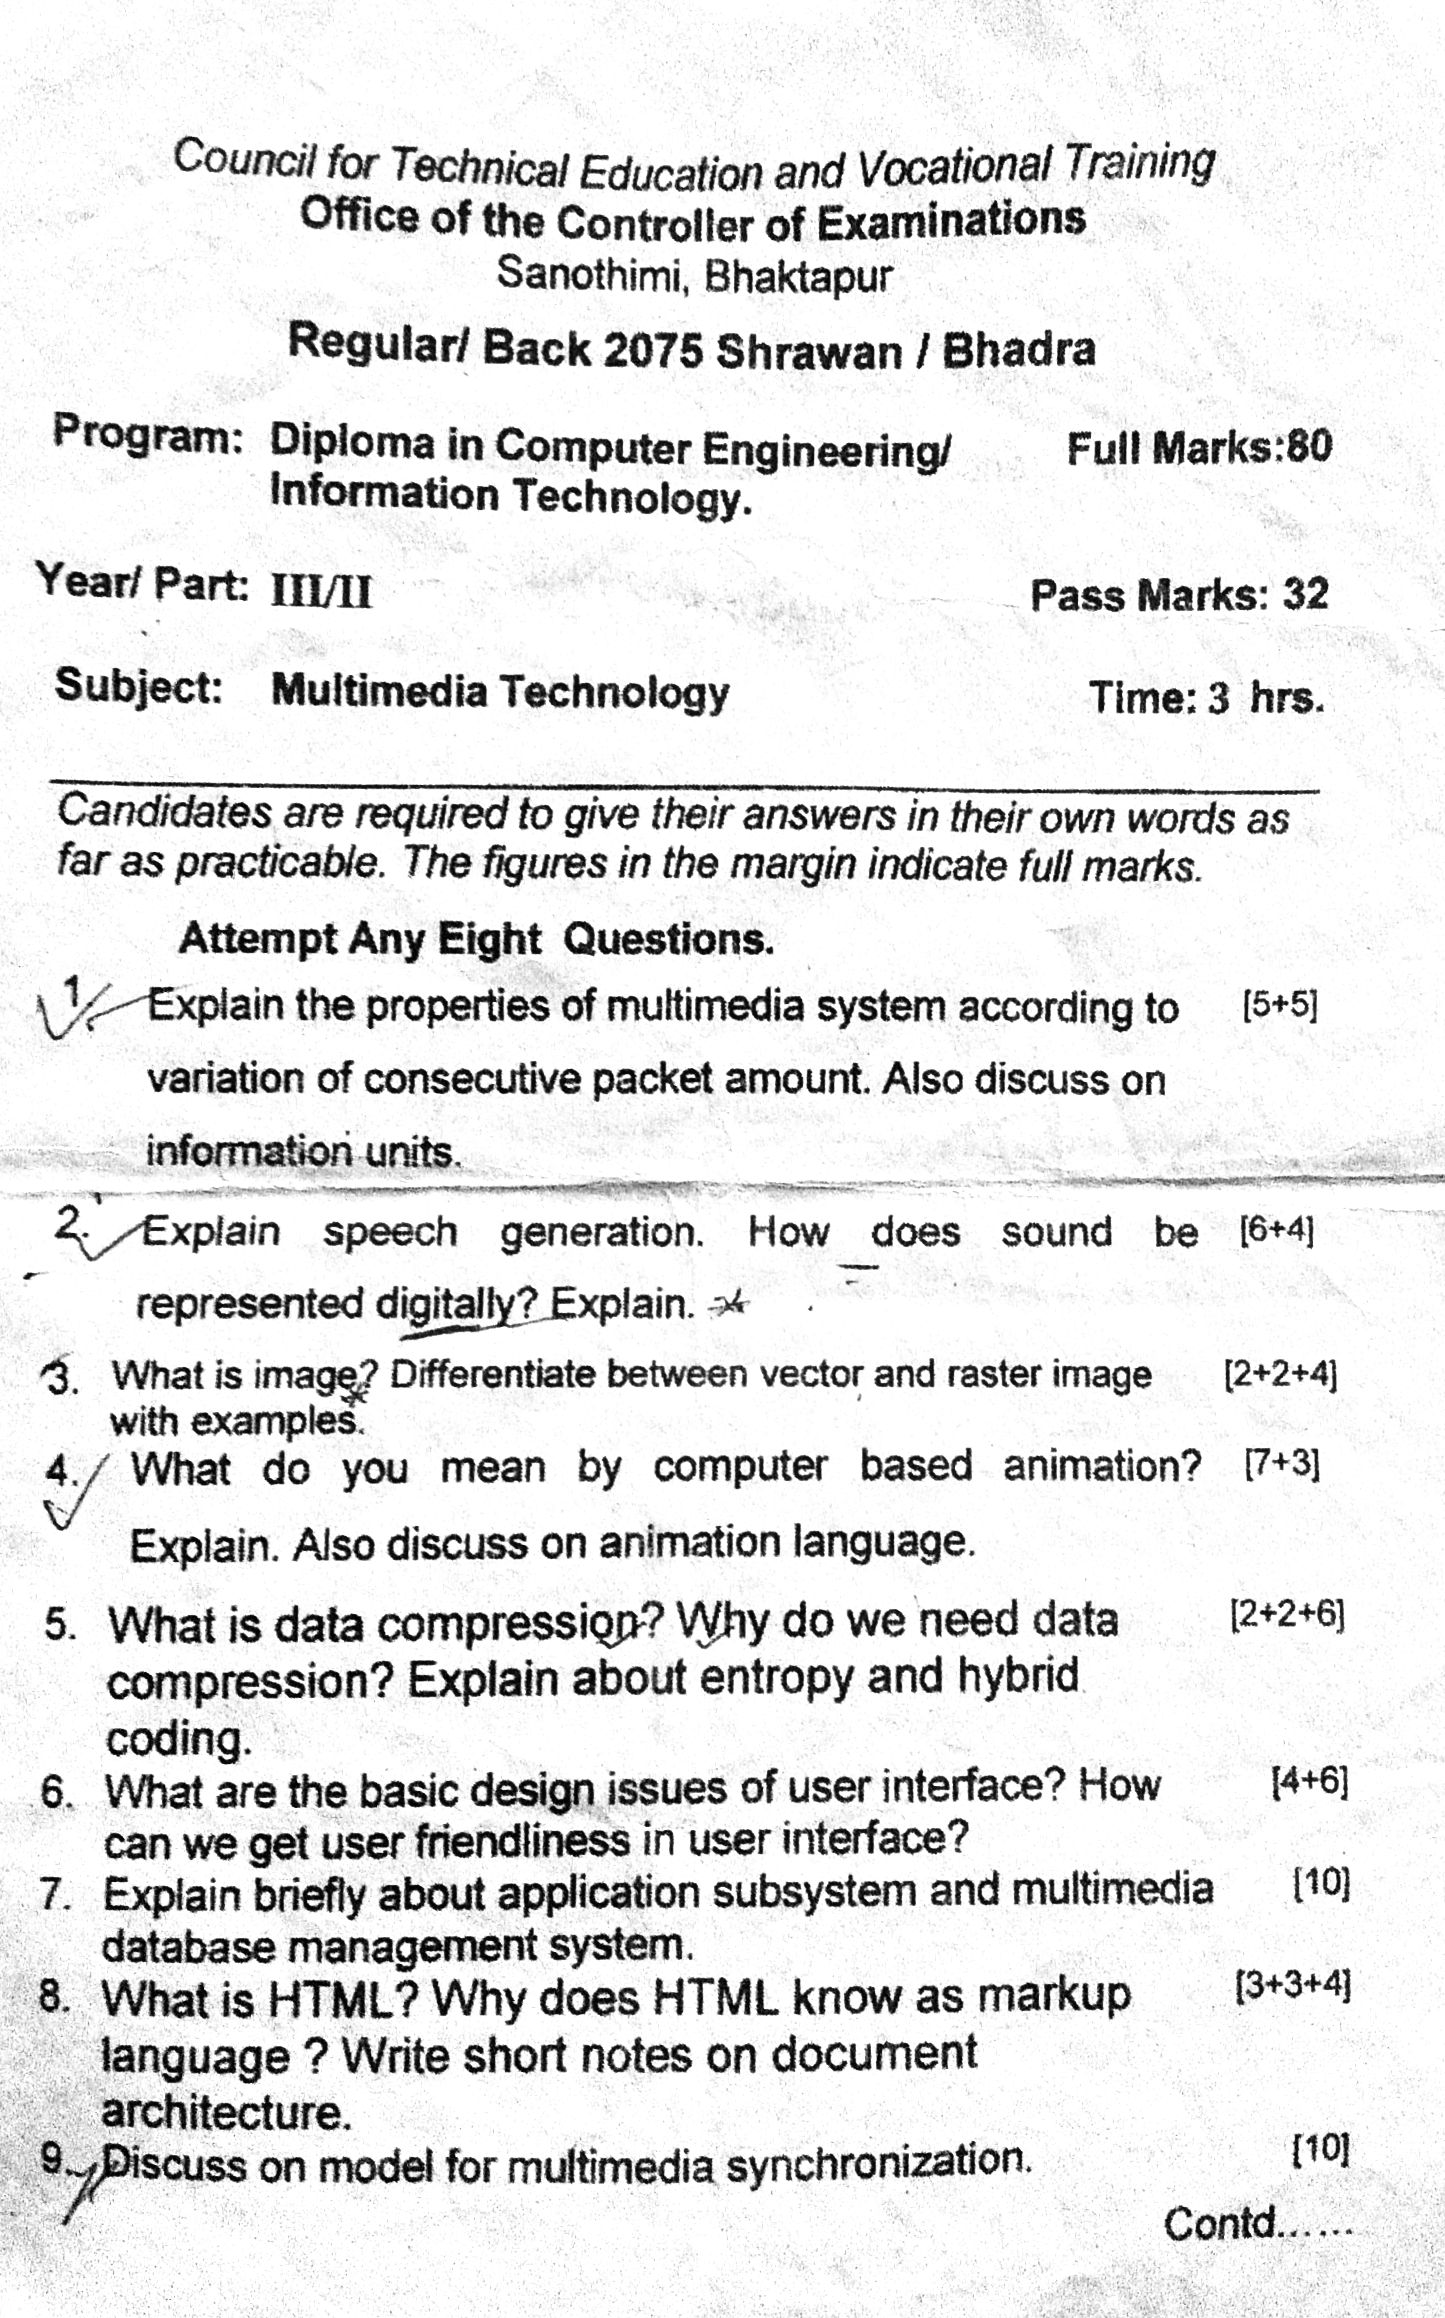 Council for Technical Education and Vocational Training
Office of the Controller of Examinations
Sanothimi, Bhaktapur
Regular/ Back 2075 Shrawan / Bhadra
Program: Diploma in Computer Engineering/ Full Marks:80
Information Technology.
Year/ Part: III/II Pass Marks: 32
Subject: Multimedia Technology Time: 3 hrs.
Candidates are required to give their answers in their own words as
far as practicable. The figures in the margin indicate full marks.
Attempt Any Eight Questions.
1. Explain the properties of multimedia system according to [5+5]
variation of consecutive packet amount. Also discuss on
information units.
2. Explain speech generation. How does sound be [6+4]
represented digitally? Explain.
3. What is image? Differentiate between vector and raster image [2+2+4]
with examples.
4. What do you mean by computer based animation? [7+3]
Explain. Also discuss on animation language.
5. What is data compression? Why do we need data [2+2+6]
compression? Explain about entropy and hybrid
coding.
6. What are the basic design issues of user interface? How [4+6]
can we get user friendliness in user interface?
7. Explain briefly about application subsystem and multimedia [10]
database management system.
8. What is HTML? Why does HTML know as markup [3+3+4]
language ? Write short notes on document
architecture.
9. Discuss on model for multimedia synchronization. [10]
Contd......